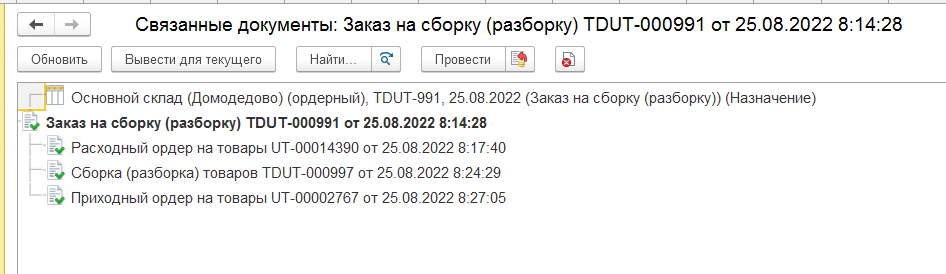 Связанные документы: Заказ на сборку (разборку) TDUT-000991 от 25.08.2022 8:14:28
Обновить Вывести для текущего Найти... Провести
Основной склад (Домодедово) (ордерный), TDUT-991, 25.08.2022 (Заказ на сборку (разборку)) (Назначение)
Заказ на сборку (разборку) TDUT-000991 от 25.08.2022 8:14:28
Расходный ордер на товары UT-00014390 от 25.08.2022 8:17:40
Сборка (разборка) товаров TDUT-000997 от 25.08.2022 8:24:29
Приходный ордер на товары UT-00002767 от 25.08.2022 8:27:05